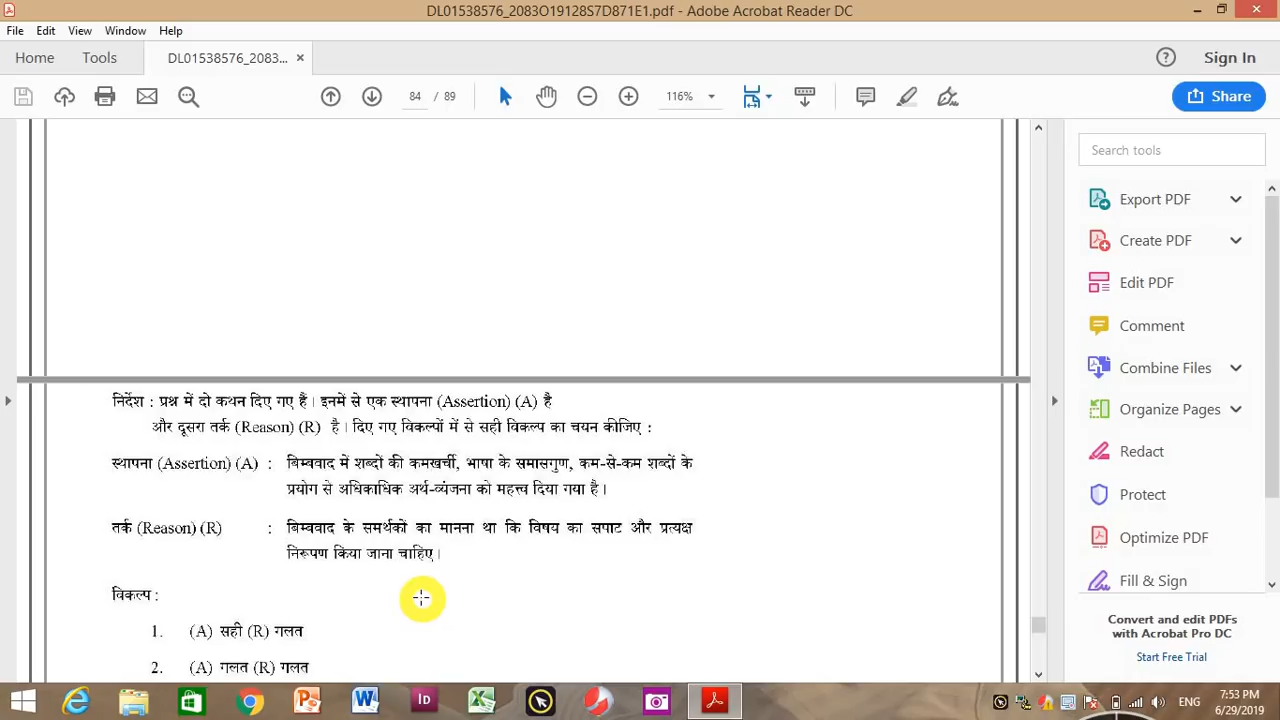 DL01538576_2083O19128S7D871E1.pdf - Adobe Acrobat Reader DC
File Edit View Window Help
Home Tools DL01538576_2083... × Sign In
84 / 89 116% Share
Search tools
Export PDF
Create PDF
Edit PDF
Comment
Combine Files
Organize Pages
Redact
Protect
Optimize PDF
Fill & Sign
Convert and edit PDFs
with Acrobat Pro DC
Start Free Trial
निर्देश : प्रश्न में दो कथन दिए गए हैं। इनमें से एक स्थापना (Assertion) (A) है
और दूसरा तर्क (Reason) (R) है। दिए गए विकल्पों में से सही विकल्प का चयन कीजिए :
स्थापना (Assertion) (A) : बिम्बवाद में शब्दों की कमखर्ची, भाषा के समासगुण, कम-से-कम शब्दों के
प्रयोग से अधिकाधिक अर्थ-व्यंजना को महत्त्व दिया गया है।
तर्क (Reason) (R) : बिम्बवाद के समर्थकों का मानना था कि विषय का सपाट और प्रत्यक्ष
निरूपण किया जाना चाहिए।
विकल्प :
1. (A) सही (R) गलत
2. (A) गलत (R) गलत
ENG 7:53 PM
6/29/2019